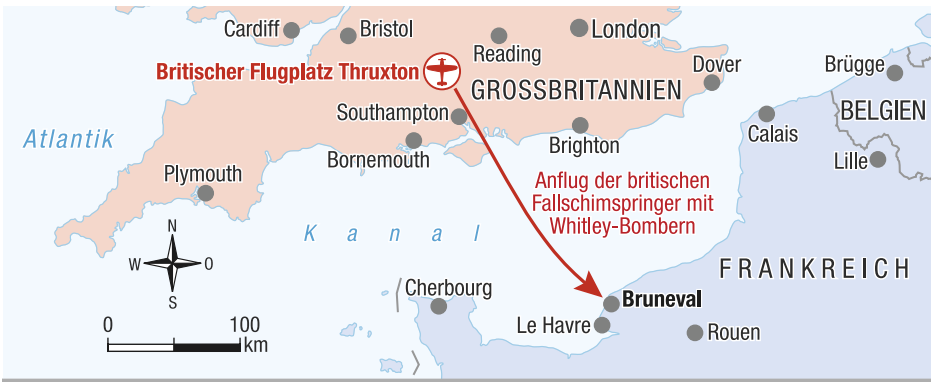 Cardiff
Bristol
London
Reading
Britischer Flugplatz Thruxton
GROSSBRITANNIEN
Dover
Brügge
Southampton
BELGIEN
Calais
Atlantik
Bornemouth
Brighton
Lille
Plymouth
Anflug der britischen
Fallschimspringer mit
Whitley-Bombern
Kanal
N
W
O
S
FRANKREICH
Cherbourg
Bruneval
Le Havre
Rouen
0
100
km